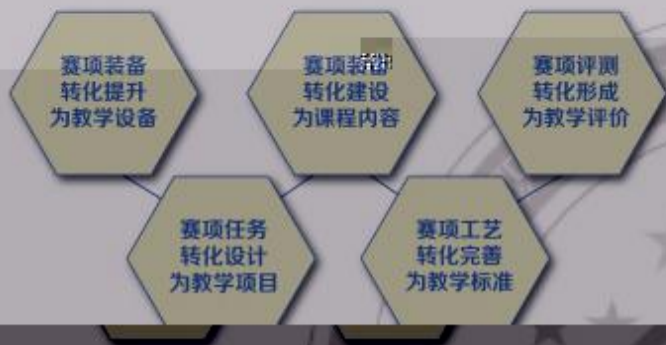 赛项装备
转化提升
为教学设备
赛项
转化建设
为课程内容
赛项评测
转化形成
为教学评价
赛项任务
转化设计
为教学项目
赛项工艺
转化完善
为教学标准